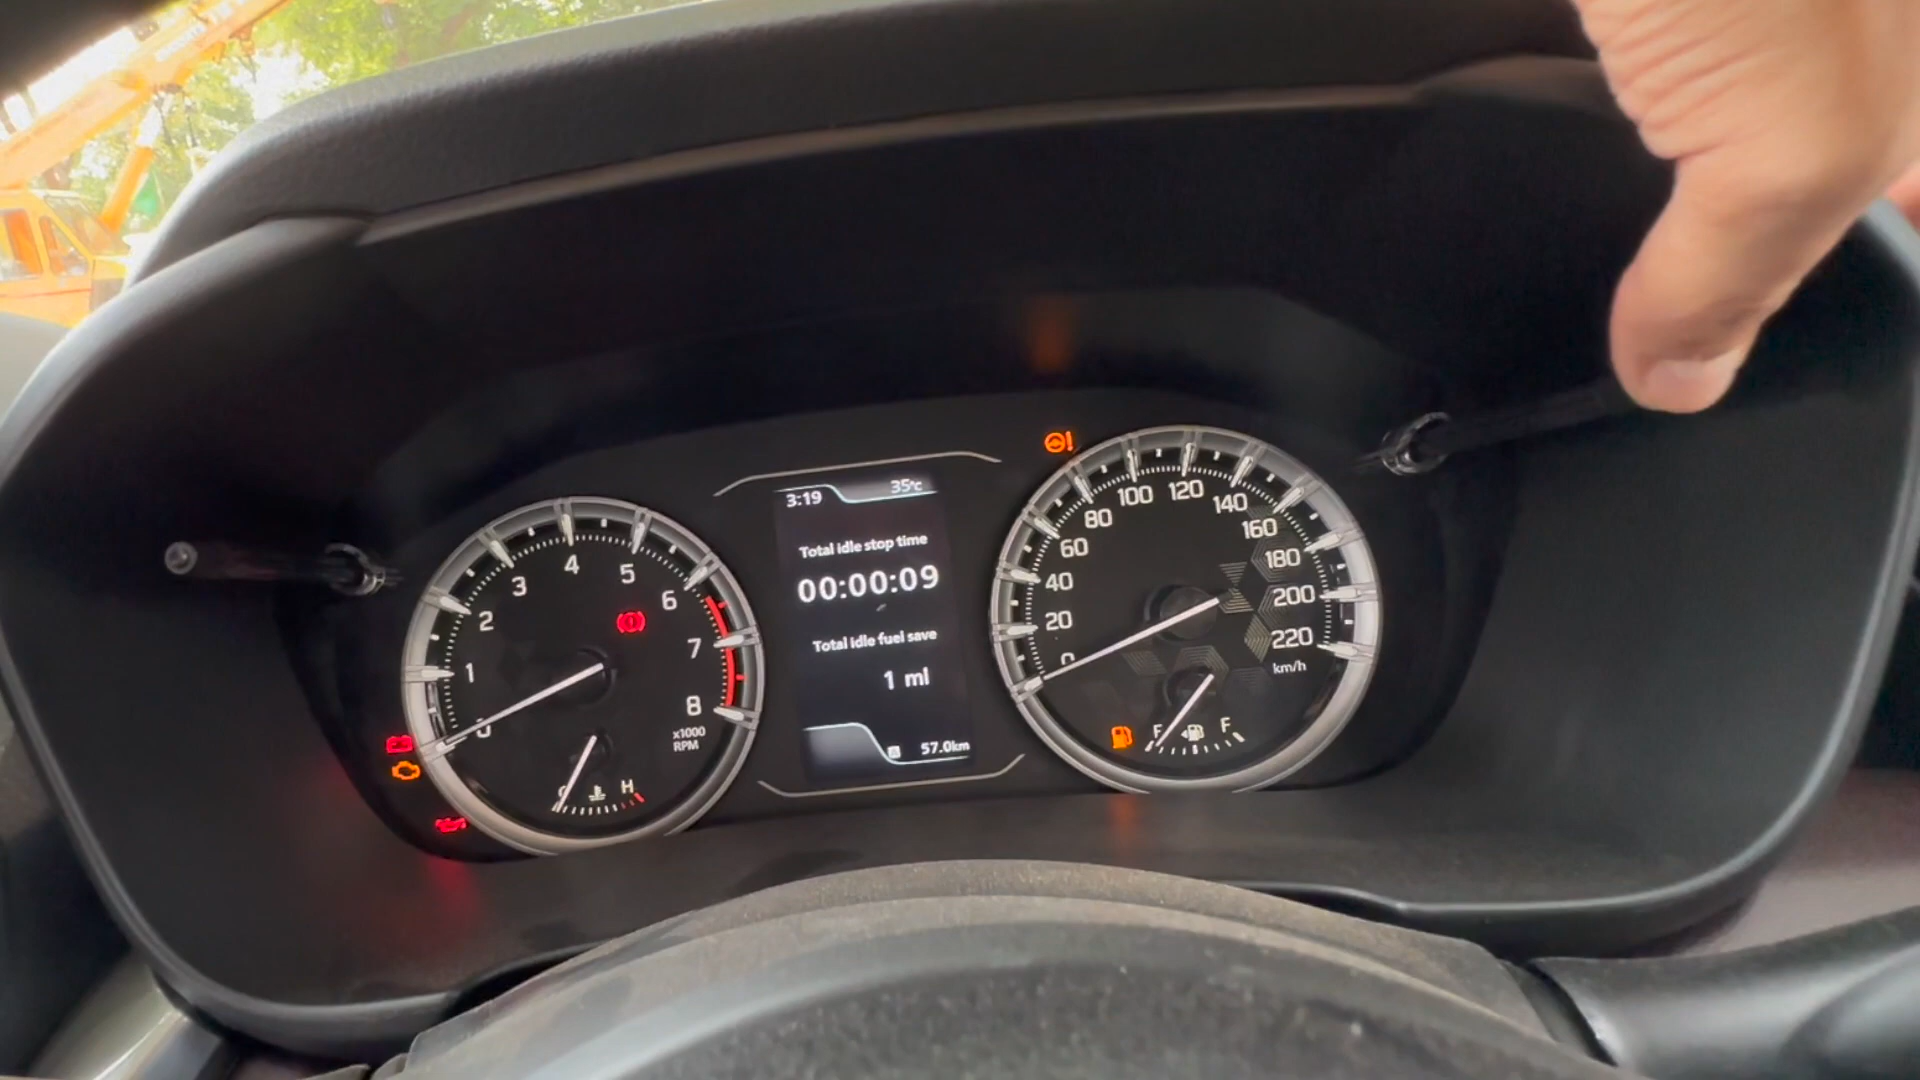 3:19 35°C
Total idle stop time
00:00:09
Total idle fuel save
1 ml
A 57.0km
0 1 2 3 4 5 6 7 8
x1000
RPM
C H
0 20 40 60 80 100 120 140 160 180 200 220
km/h
F